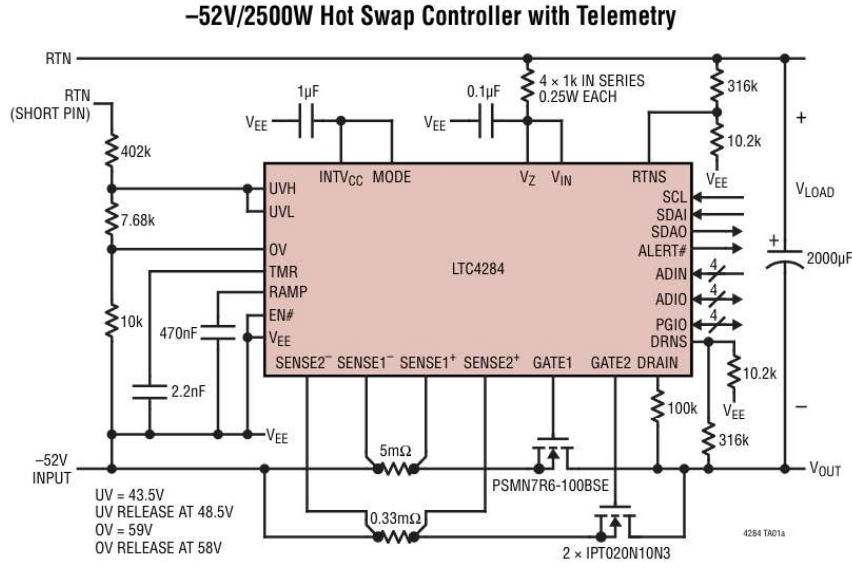 –52V/2500W Hot Swap Controller with Telemetry
RTN
RTN
(SHORT PIN)
1µF
VEE
0.1µF
VEE
4 × 1k IN SERIES
0.25W EACH
316k
10.2k
VEE
402k
7.68k
10k
INTVCC
MODE
VZ
VIN
RTNS
UVH
UVL
OV
TMR
RAMP
EN#
VEE
LTC4284
SCL
SDAI
SDAO
ALERT#
ADIN
4
ADIO
4
PGIO
4
DRNS
+
VLOAD
+
2000µF
–
470nF
2.2nF
SENSE2–
SENSE1–
SENSE1+
SENSE2+
GATE1
GATE2
DRAIN
10.2k
VEE
100k
316k
VEE
5mΩ
–52V
INPUT
VOUT
PSMN7R6-100BSE
UV = 43.5V
UV RELEASE AT 48.5V
OV = 59V
OV RELEASE AT 58V
0.33mΩ
2 × IPT020N10N3
4284 TA01a